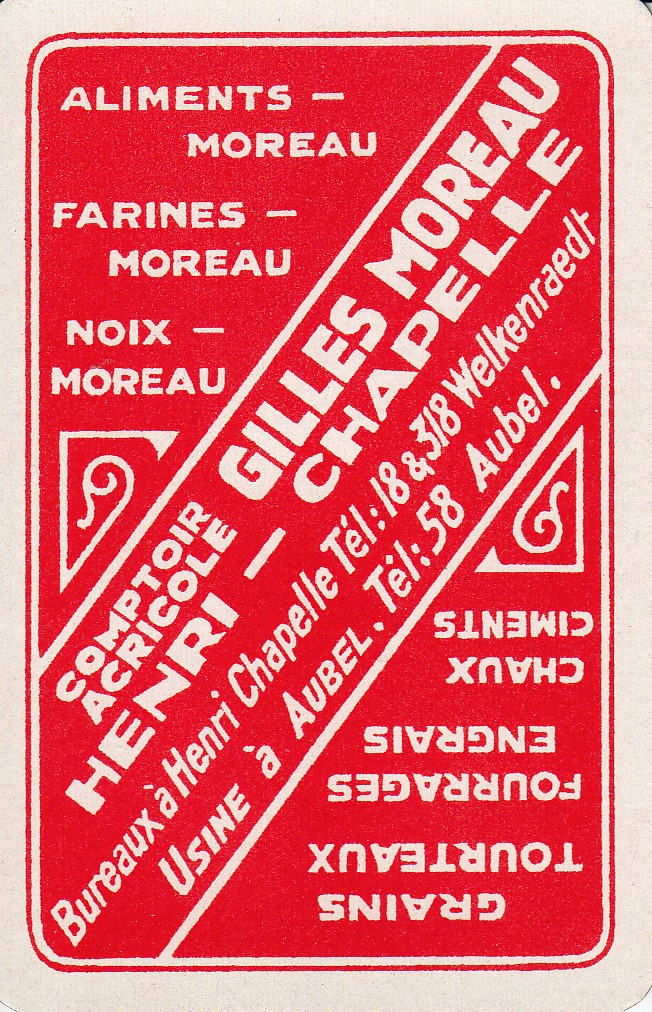 ALIMENTS —
MOREAU
FARINES —
MOREAU
NOIX —
MOREAU
COMPTOIR
AGRICOLE
GILLES MOREAU
HENRI — CHAPELLE
Bureaux à Henri Chapelle Tél: 18 & 318 Welkenraedt
USINE à AUBEL. Tél: 58 Aubel.
GRAINS
TOURTEAUX
FOURRAGES
ENGRAIS
CHAUX
CIMENTS